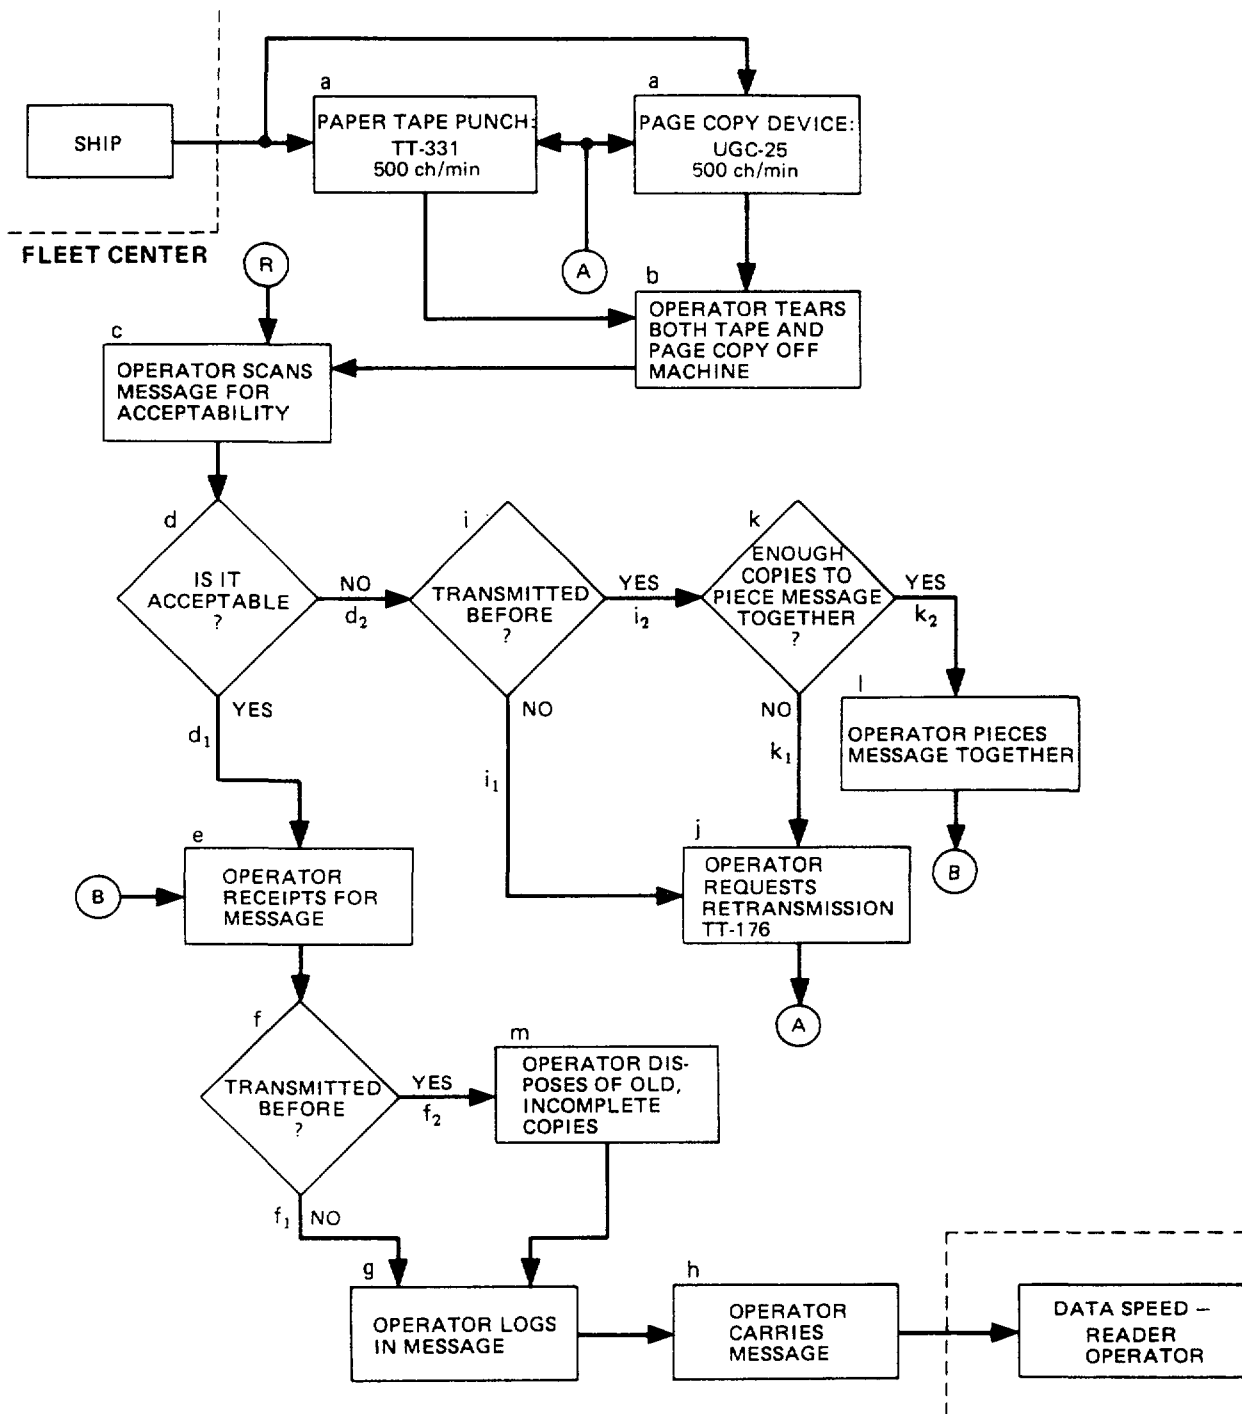 a
a
SHIP
PAPER TAPE PUNCH:
TT-331
500 ch/min
PAGE COPY DEVICE:
UGC-25
500 ch/min
FLEET CENTER
R
A
b
OPERATOR TEARS
BOTH TAPE AND
PAGE COPY OFF
MACHINE
c
OPERATOR SCANS
MESSAGE FOR
ACCEPTABILITY
d
IS IT
ACCEPTABLE
?
NO
d₂
i
TRANSMITTED
BEFORE
?
YES
i₂
k
ENOUGH
COPIES TO
PIECE MESSAGE
TOGETHER
?
YES
k₂
YES
d₁
NO
i₁
NO
k₁
l
OPERATOR PIECES
MESSAGE TOGETHER
B
e
OPERATOR
RECEIPTS FOR
MESSAGE
B
j
OPERATOR
REQUESTS
RETRANSMISSION
TT-176
A
f
TRANSMITTED
BEFORE
?
YES
f₂
m
OPERATOR DIS-
POSES OF OLD,
INCOMPLETE
COPIES
f₁ NO
g
OPERATOR LOGS
IN MESSAGE
h
OPERATOR
CARRIES
MESSAGE
DATA SPEED –
READER
OPERATOR